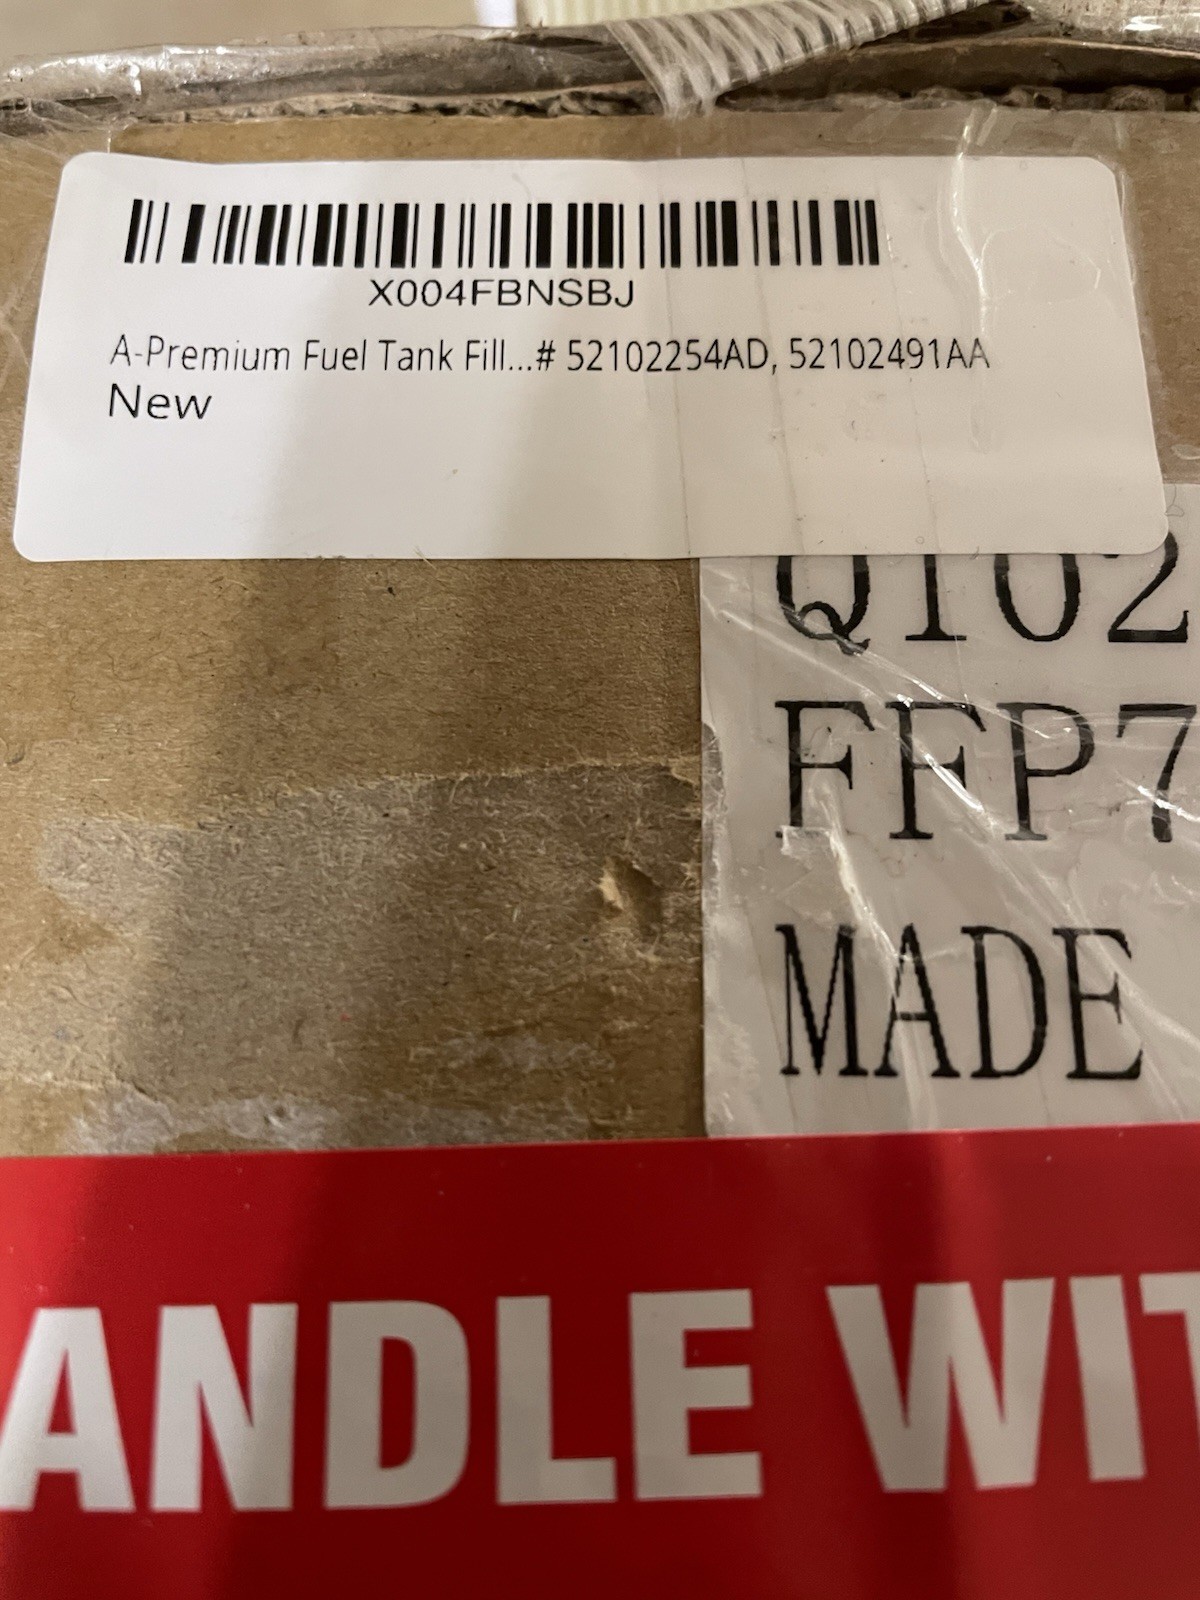 X004FBNSBJ
A-Premium Fuel Tank Fill...# 52102254AD, 52102491AA
New
Q102
FFP7
MADE
ANDLE WIT